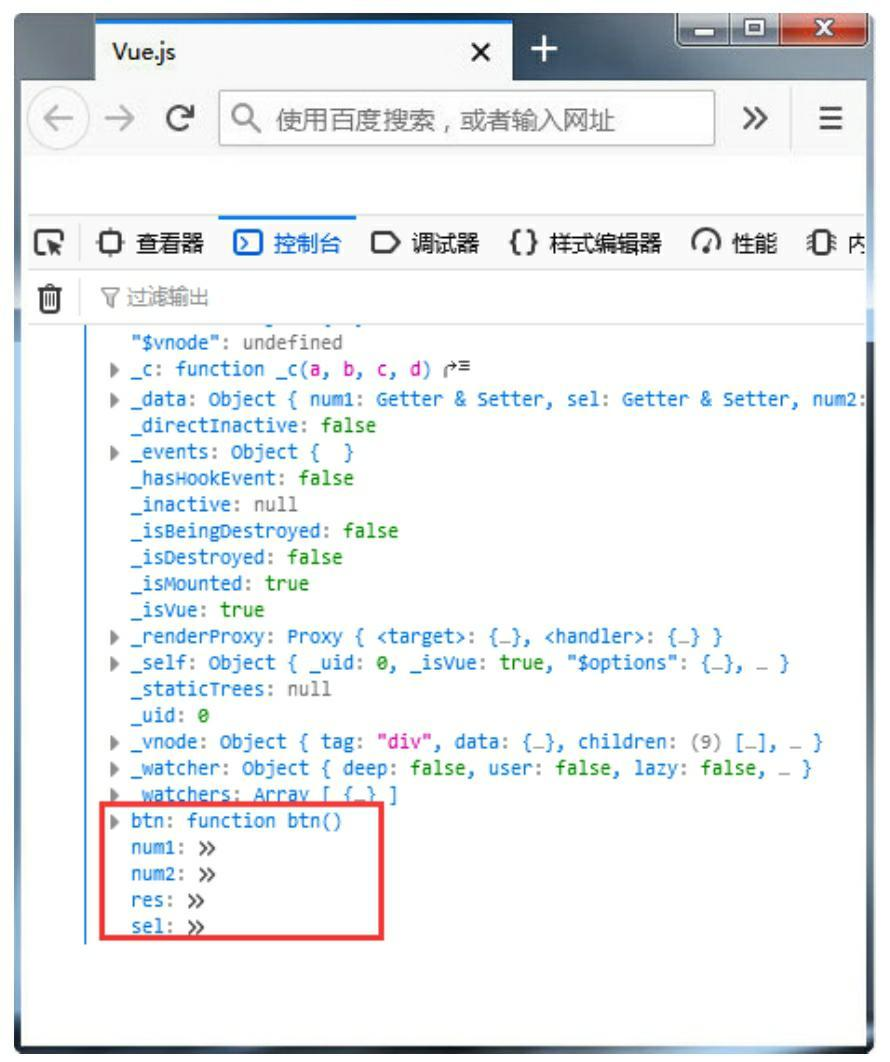 Vue.js
使用百度搜索，或者输入网址
查看器 控制台 调试器 {} 样式编辑器 性能
过滤输出
"$vnode": undefined
_c: function _c(a, b, c, d)
_data: Object { num1: Getter & Setter, sel: Getter & Setter, num2:
_directInactive: false
_events: Object { }
_hasHookEvent: false
_inactive: null
_isBeingDestroyed: false
_isDestroyed: false
_isMounted: true
_isVue: true
_renderProxy: Proxy { <target>: {…}, <handler>: {…} }
_self: Object { _uid: 0, _isVue: true, "$options": {…}, … }
_staticTrees: null
_uid: 0
_vnode: Object { tag: "div", data: {…}, children: (9) […], … }
_watcher: Object { deep: false, user: false, lazy: false, … }
_watchers: Array [ {…} ]
btn: function btn()
num1: »
num2: »
res: »
sel: »